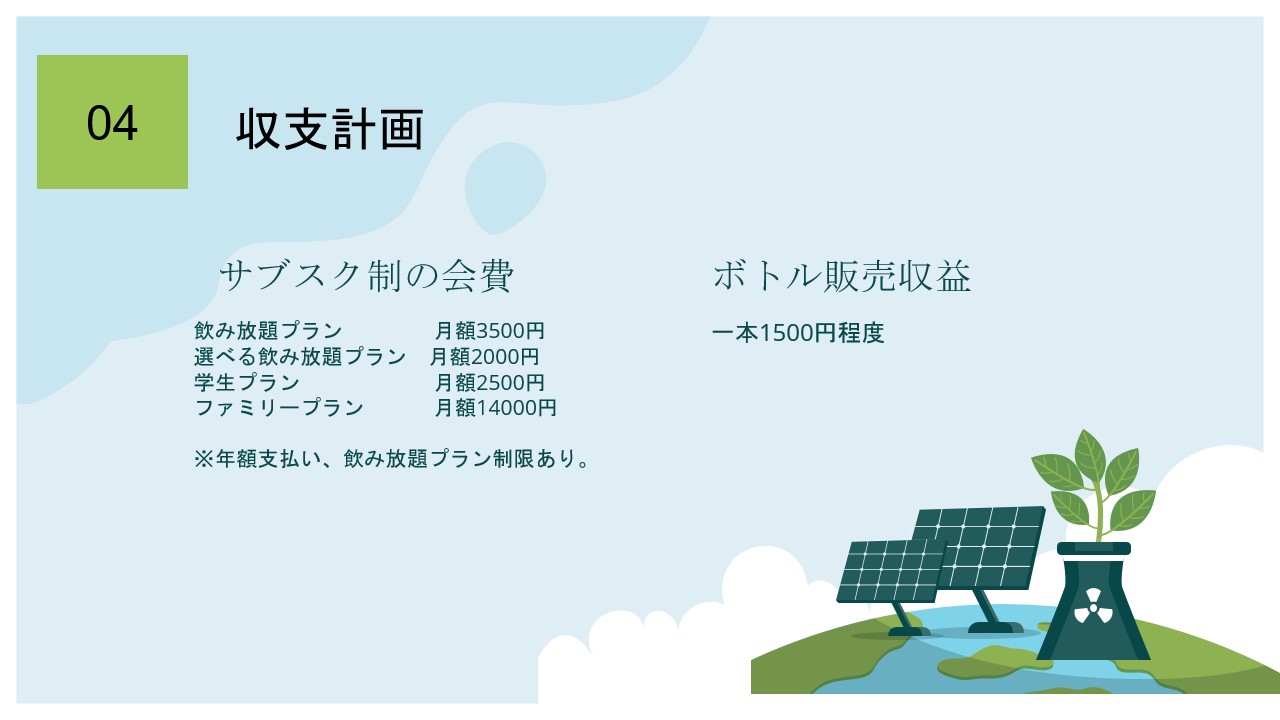 04
収支計画
サブスク制の会費
飲み放題プラン 月額3500円
選べる飲み放題プラン 月額2000円
学生プラン 月額2500円
ファミリープラン 月額14000円
※年額支払い、飲み放題プラン制限あり。
ボトル販売収益
一本1500円程度